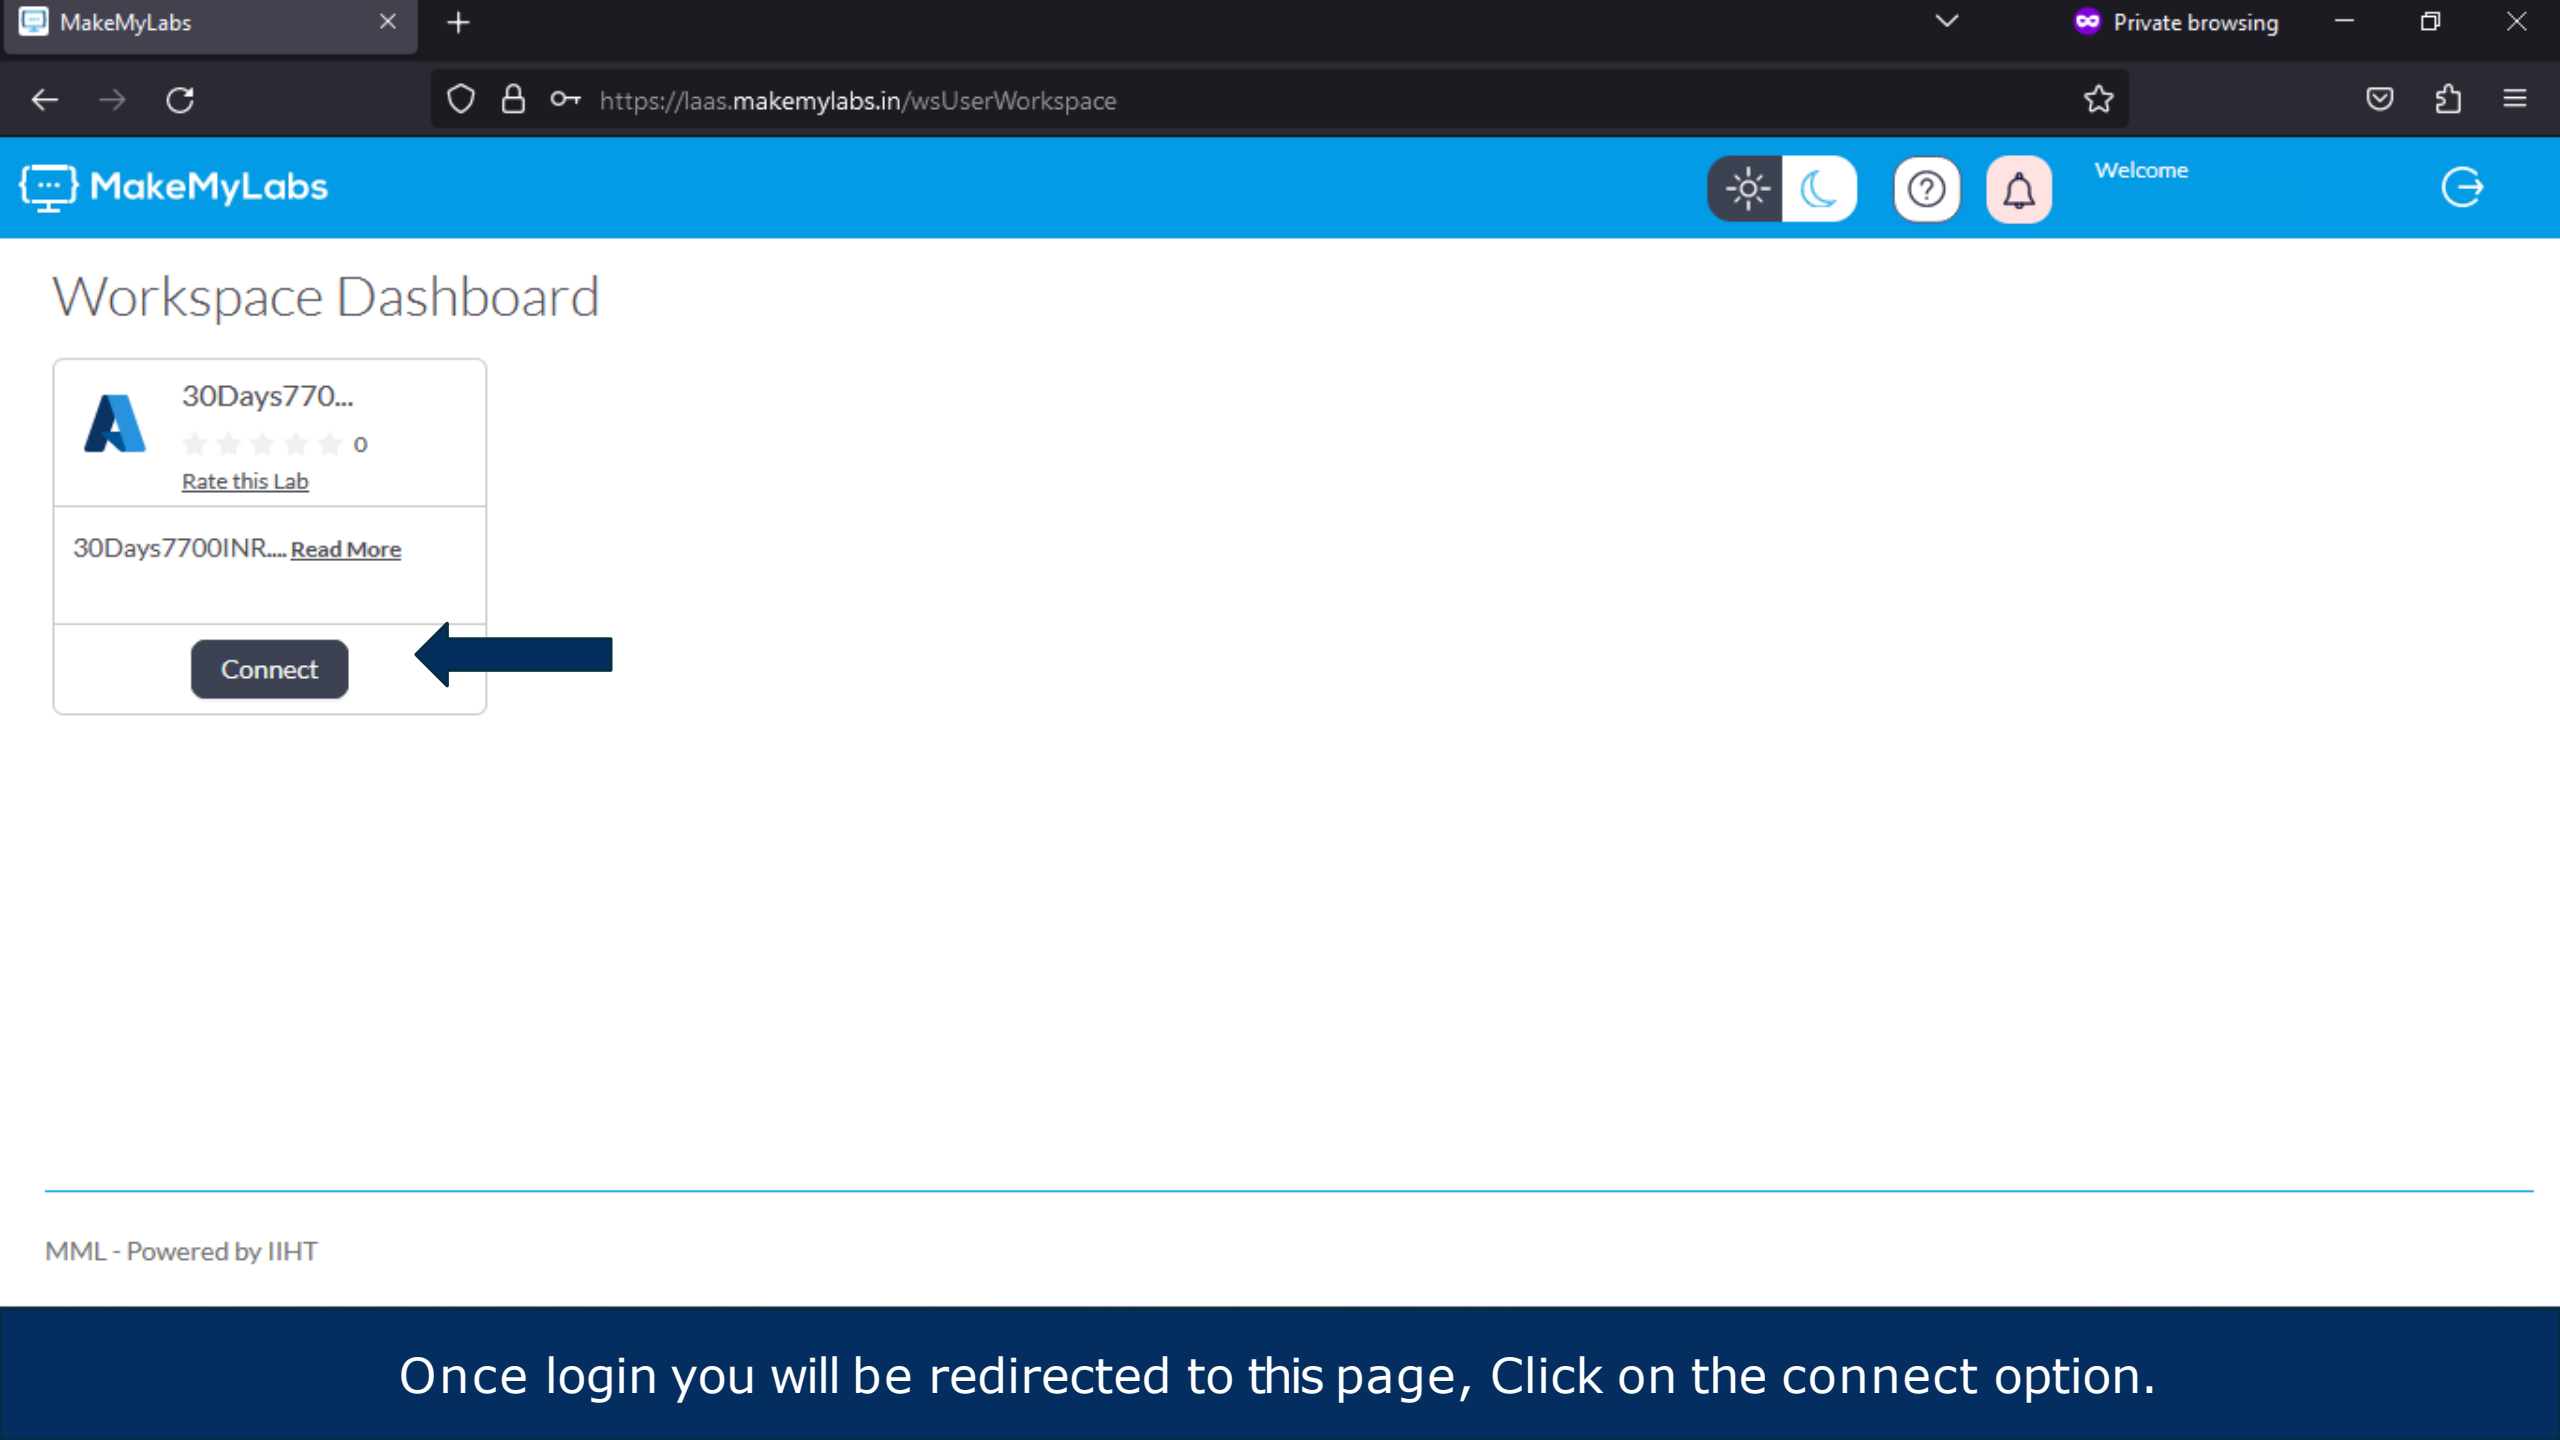 MakeMyLabs
Private browsing
https://laas.makemylabs.in/wsUserWorkspace
MakeMyLabs
Welcome
Workspace Dashboard
30Days770...
0
Rate this Lab
30Days7700INR.... Read More
Connect
MML - Powered by IIHT
Once login you will be redirected to this page, Click on the connect option.